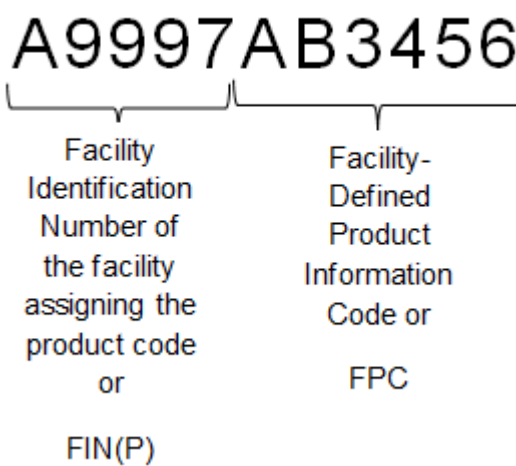 A9997AB3456
Facility
Identification
Number of
the facility
assigning the
product code
or
FIN(P)
Facility-
Defined
Product
Information
Code or
FPC